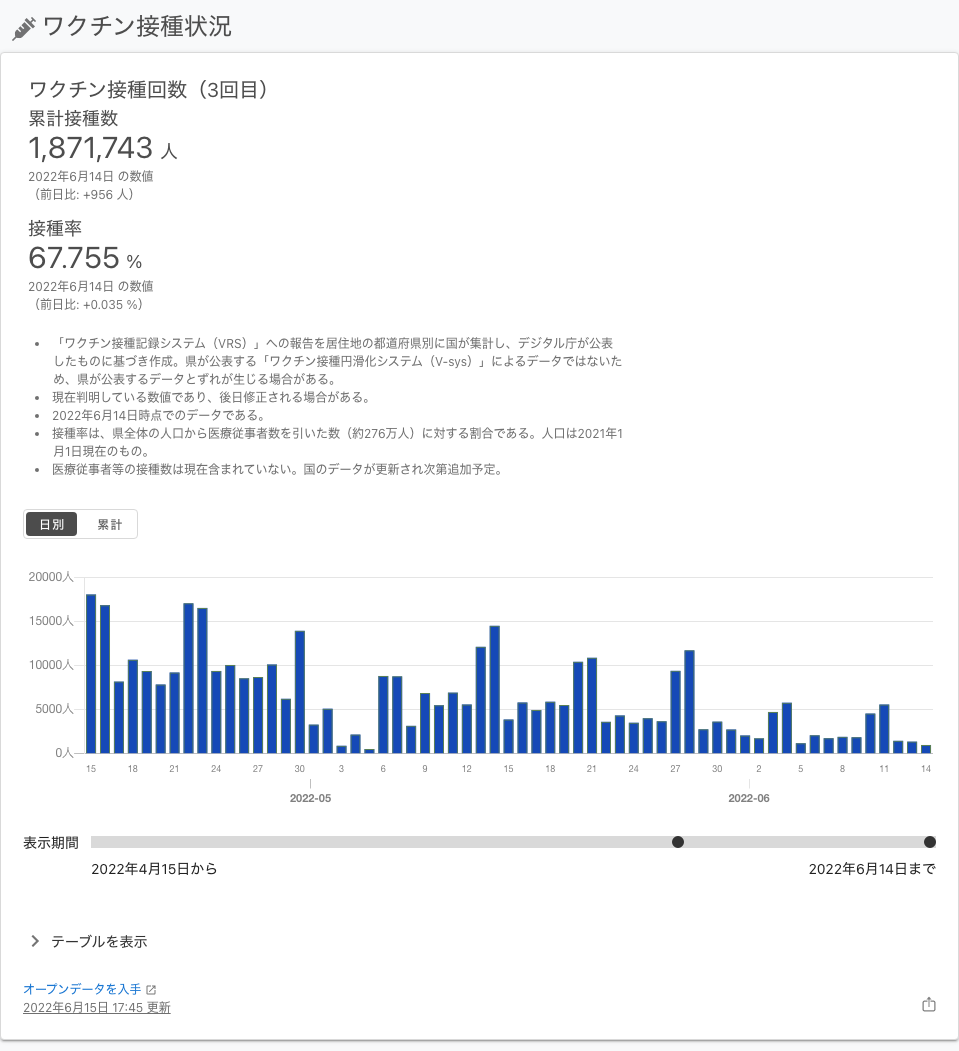 ワクチン接種状況
ワクチン接種回数（3回目）
累計接種数
1,871,743 人
2022年6月14日 の数値
（前日比: +956 人）
接種率
67.755 %
2022年6月14日 の数値
（前日比: +0.035 %）
• 「ワクチン接種記録システム（VRS）」への報告を居住地の都道府県別に国が集計し、デジタル庁が公表
したものに基づき作成。県が公表する「ワクチン接種円滑化システム（V-sys）」によるデータではないた
め、県が公表するデータとずれが生じる場合がある。
• 現在判明している数値であり、後日修正される場合がある。
• 2022年6月14日時点でのデータである。
• 接種率は、県全体の人口から医療従事者数を引いた数（約276万人）に対する割合である。人口は2021年1
月1日現在のもの。
• 医療従事者等の接種数は現在含まれていない。国のデータが更新され次第追加予定。
日別 累計
20000人
15000人
10000人
5000人
0人
15 18 21 24 27 30 3 6 9 12 15 18 21 24 27 30 2 5 8 11 14
2022-05 2022-06
表示期間
2022年4月15日から 2022年6月14日まで
テーブルを表示
オープンデータを入手
2022年6月15日 17:45 更新